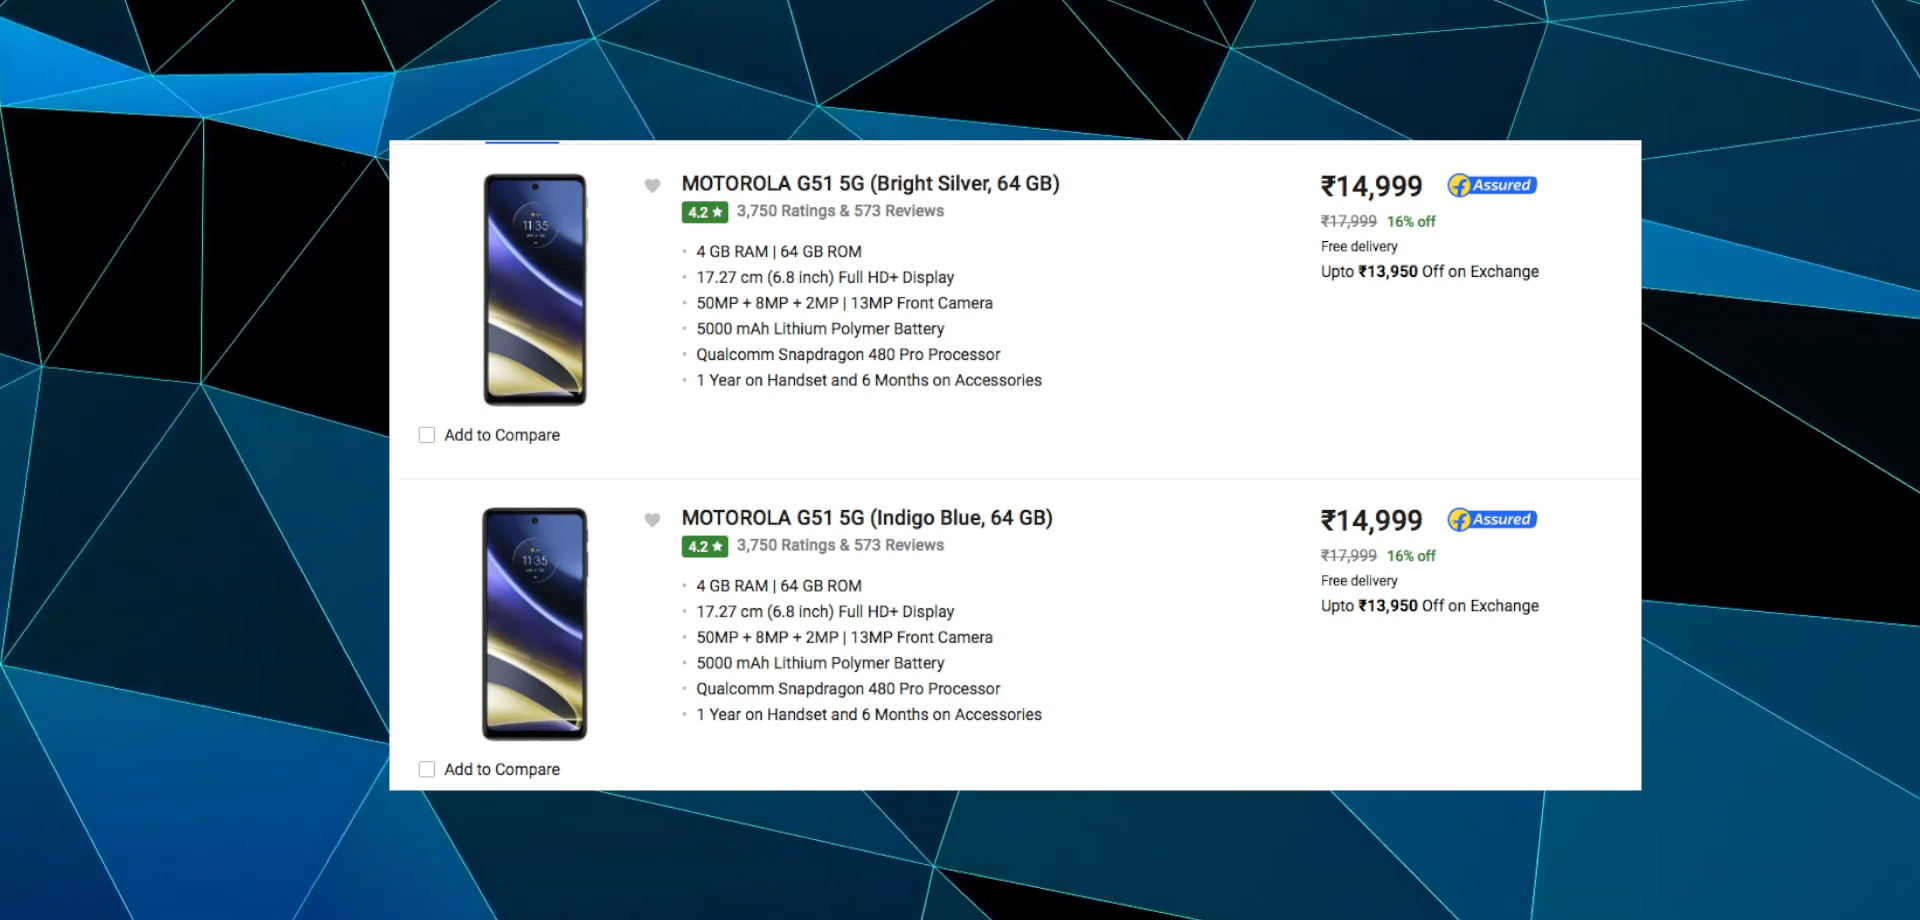 11:35
MOTOROLA G51 5G (Bright Silver, 64 GB)
4.2 ★ 3,750 Ratings & 573 Reviews
4 GB RAM | 64 GB ROM
17.27 cm (6.8 inch) Full HD+ Display
50MP + 8MP + 2MP | 13MP Front Camera
5000 mAh Lithium Polymer Battery
Qualcomm Snapdragon 480 Pro Processor
1 Year on Handset and 6 Months on Accessories
₹14,999 f Assured
₹17,999 16% off
Free delivery
Upto ₹13,950 Off on Exchange
Add to Compare
11:35
MOTOROLA G51 5G (Indigo Blue, 64 GB)
4.2 ★ 3,750 Ratings & 573 Reviews
4 GB RAM | 64 GB ROM
17.27 cm (6.8 inch) Full HD+ Display
50MP + 8MP + 2MP | 13MP Front Camera
5000 mAh Lithium Polymer Battery
Qualcomm Snapdragon 480 Pro Processor
1 Year on Handset and 6 Months on Accessories
₹14,999 f Assured
₹17,999 16% off
Free delivery
Upto ₹13,950 Off on Exchange
Add to Compare